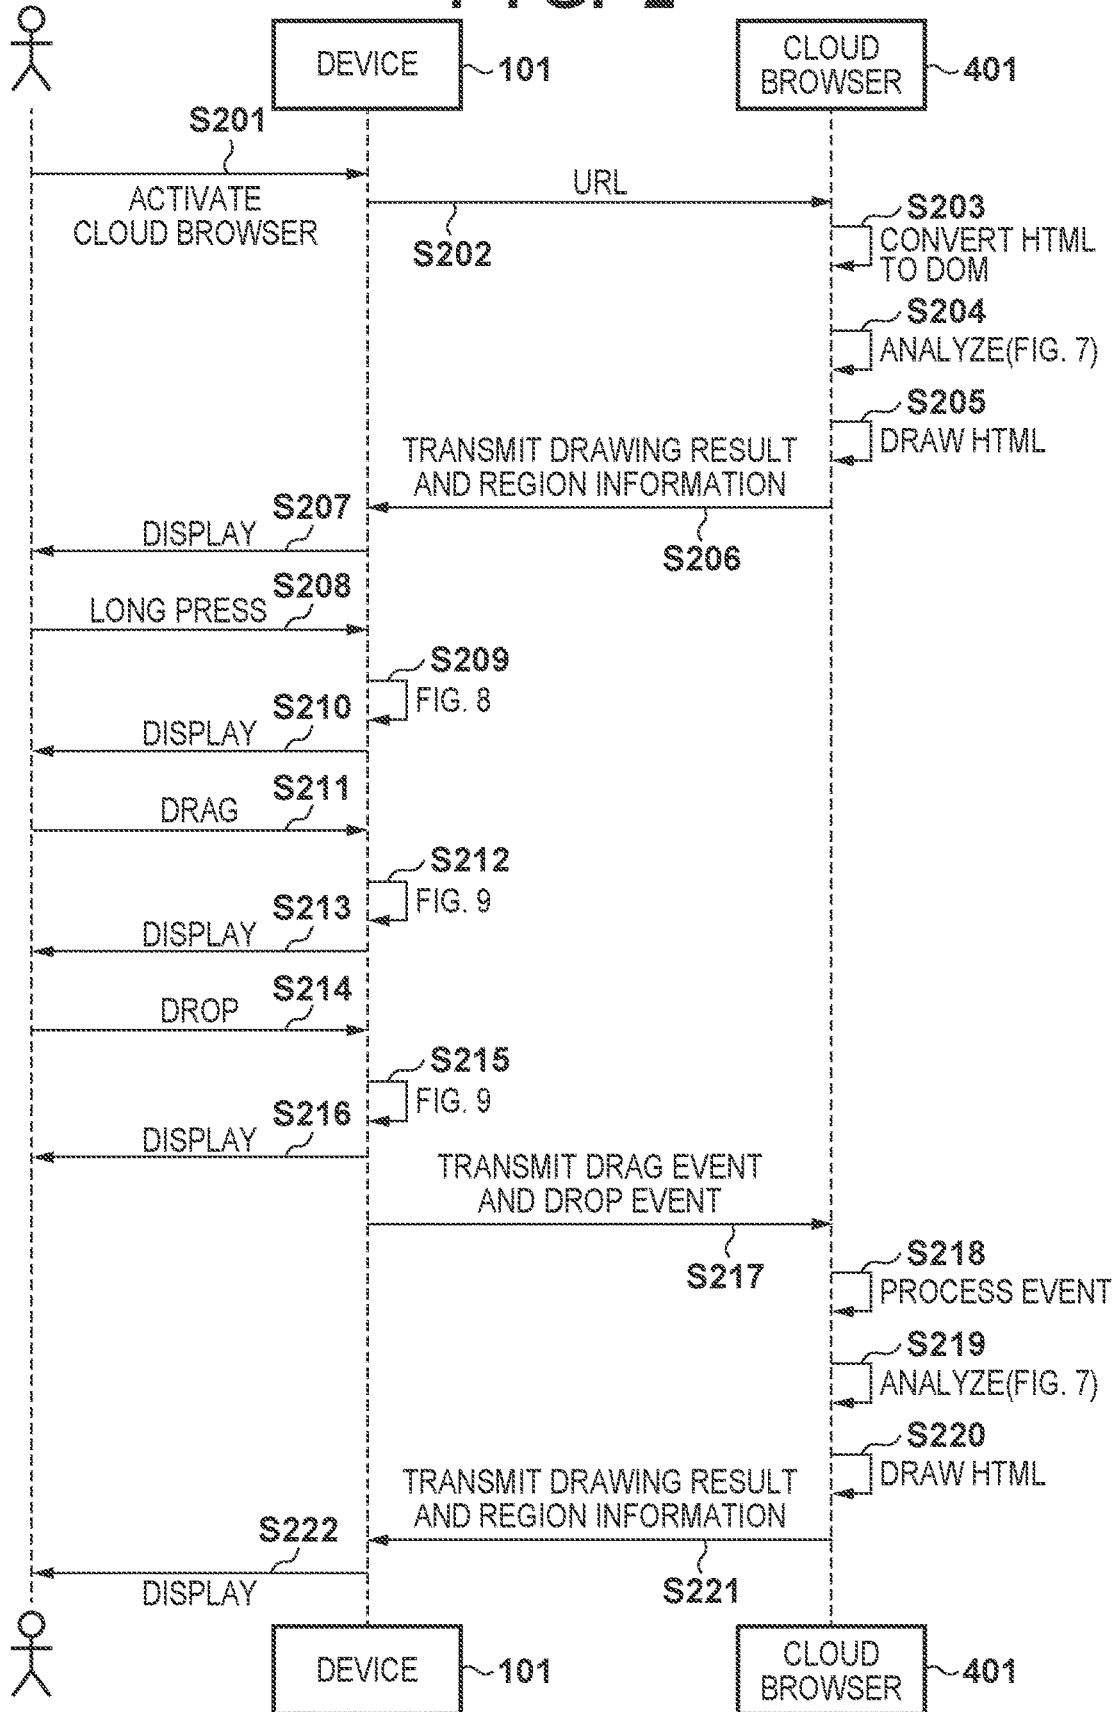 DEVICE
101
CLOUD
BROWSER
401
S201
ACTIVATE
CLOUD BROWSER
URL
S202
S203
CONVERT HTML
TO DOM
S204
ANALYZE(FIG. 7)
S205
DRAW HTML
TRANSMIT DRAWING RESULT
AND REGION INFORMATION
S206
S207
DISPLAY
S208
LONG PRESS
S209
FIG. 8
S210
DISPLAY
S211
DRAG
S212
FIG. 9
S213
DISPLAY
S214
DROP
S215
FIG. 9
S216
DISPLAY
TRANSMIT DRAG EVENT
AND DROP EVENT
S217
S218
PROCESS EVENT
S219
ANALYZE(FIG. 7)
S220
DRAW HTML
TRANSMIT DRAWING RESULT
AND REGION INFORMATION
S221
S222
DISPLAY
DEVICE
101
CLOUD
BROWSER
401